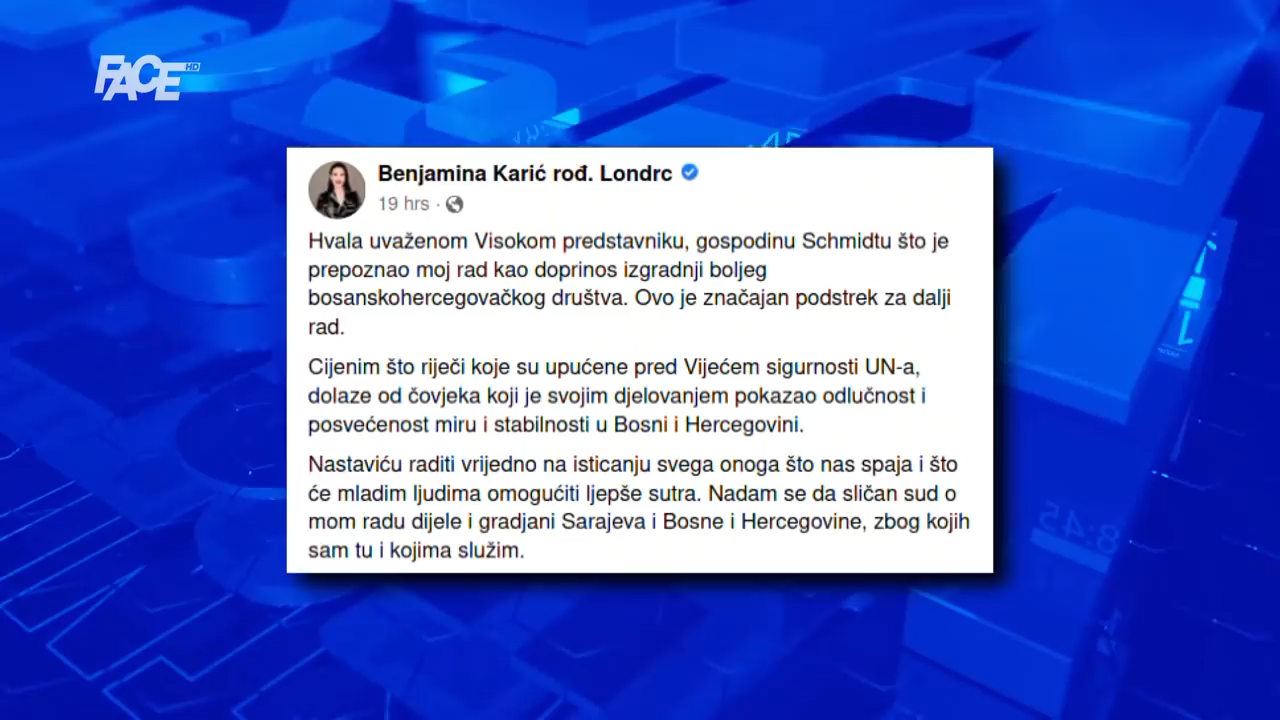 FACE HD
Benjamina Karić rođ. Londrc
19 hrs ·
Hvala uvaženom Visokom predstavniku, gospodinu Schmidtu što je
prepoznao moj rad kao doprinos izgradnji boljeg
bosanskohercegovačkog društva. Ovo je značajan podstrek za dalji
rad.
Cijenim što riječi koje su upućene pred Vijećem sigurnosti UN-a,
dolaze od čovjeka koji je svojim djelovanjem pokazao odlučnost i
posvećenost miru i stabilnosti u Bosni i Hercegovini.
Nastaviću raditi vrijedno na isticanju svega onoga što nas spaja i što
će mladim ljudima omogućiti ljepše sutra. Nadam se da sličan sud o
mom radu dijele i gradjani Sarajeva i Bosne i Hercegovine, zbog kojih
sam tu i kojima služim.
8:45